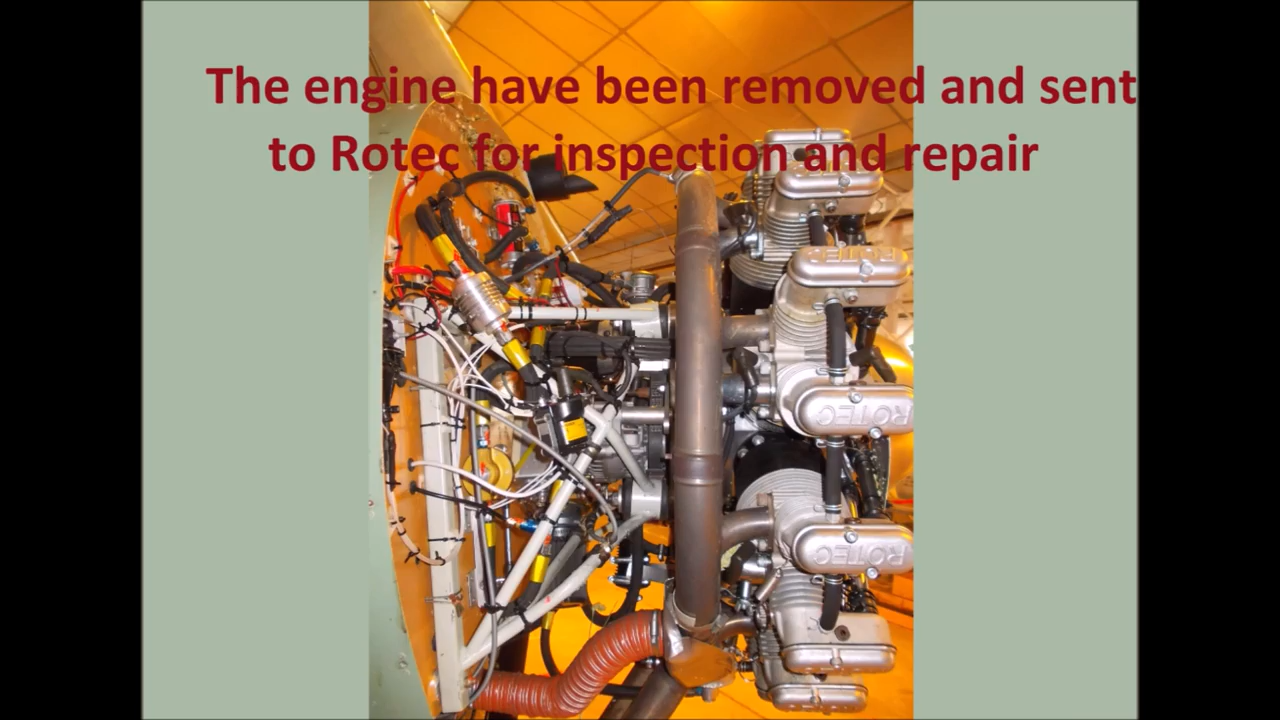 The engine have been removed and sent
to Rotec for inspection and repair
ROTEC
ROTEC
ROTEC